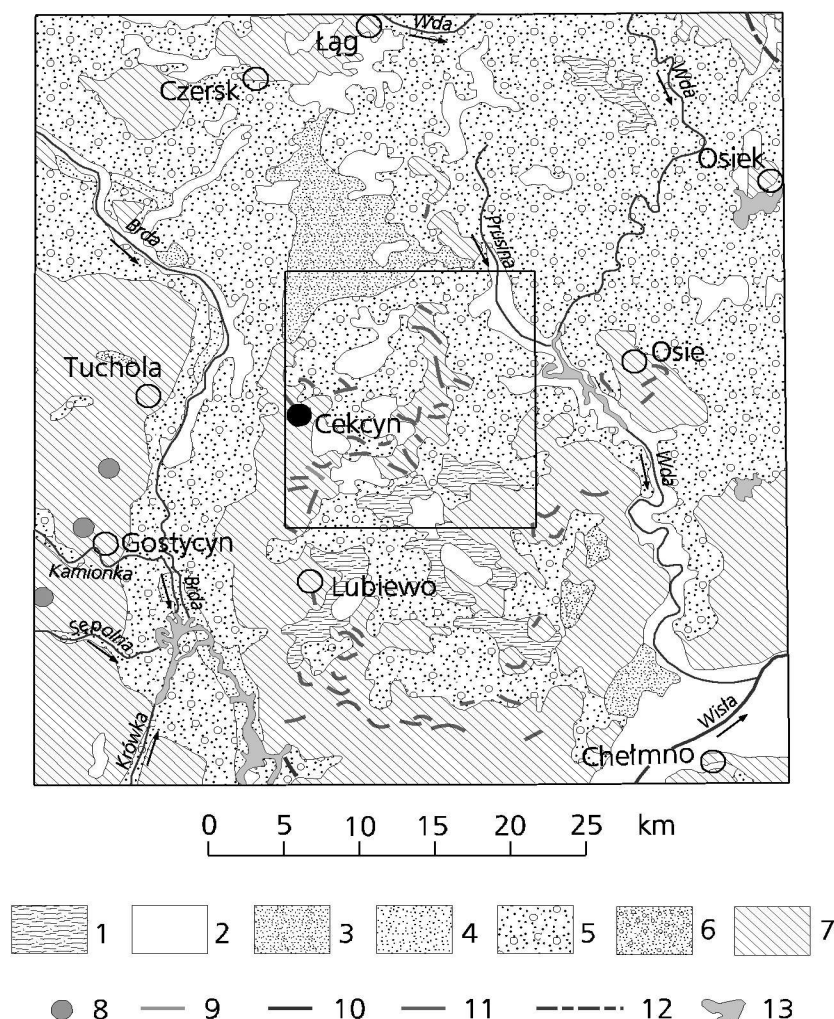 Łąg
Wda
Czersk
Wda
Osiek
Brda
Prusina
Tuchola
Osie
Cekcyn
Wda
Gostycyn
Kamionka
Brda
Lubiewo
Sępolna
Krówka
Wisła
Chełmno
0 5 10 15 20 25 km
1 2 3 4 5 6 7
8 9 10 11 12 13